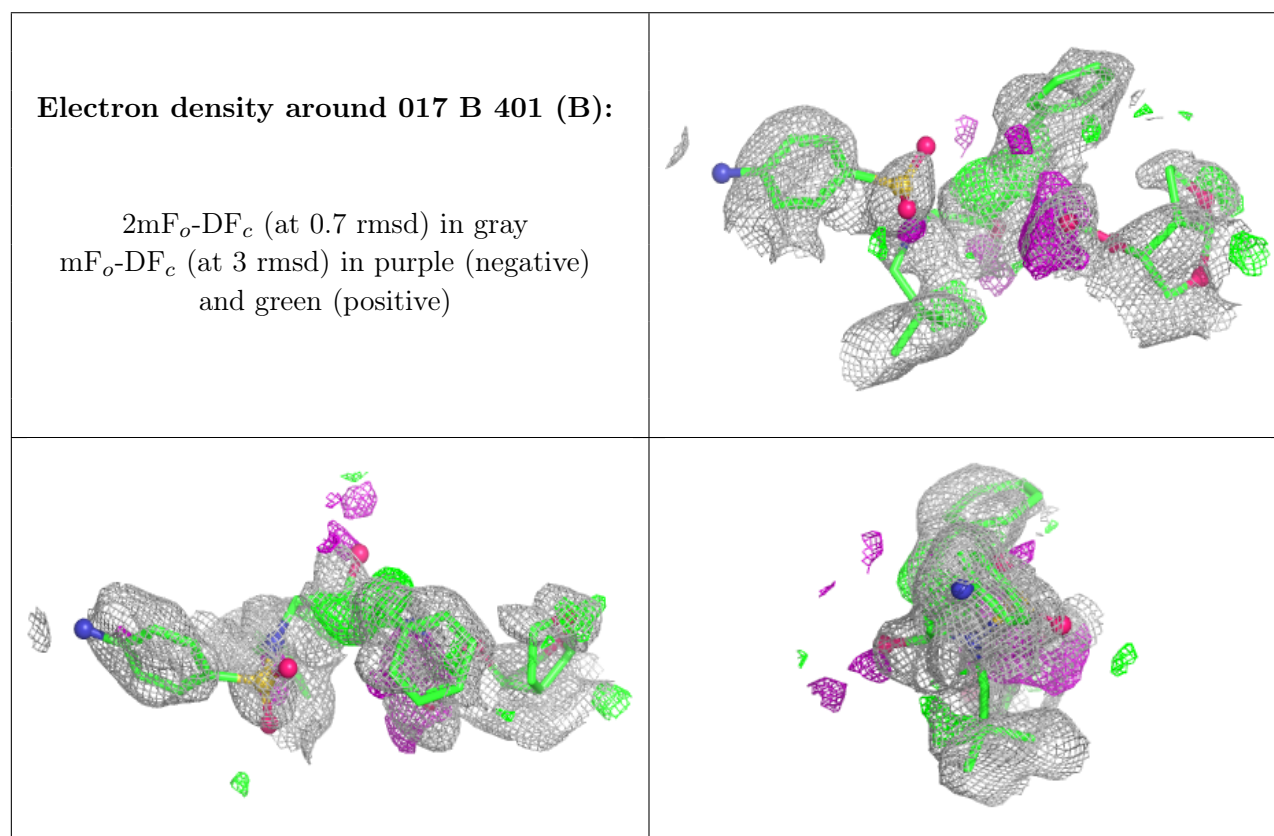 Electron density around 017 B 401 (B):
2mFo-DFc (at 0.7 rmsd) in gray
mFo-DFc (at 3 rmsd) in purple (negative)
and green (positive)